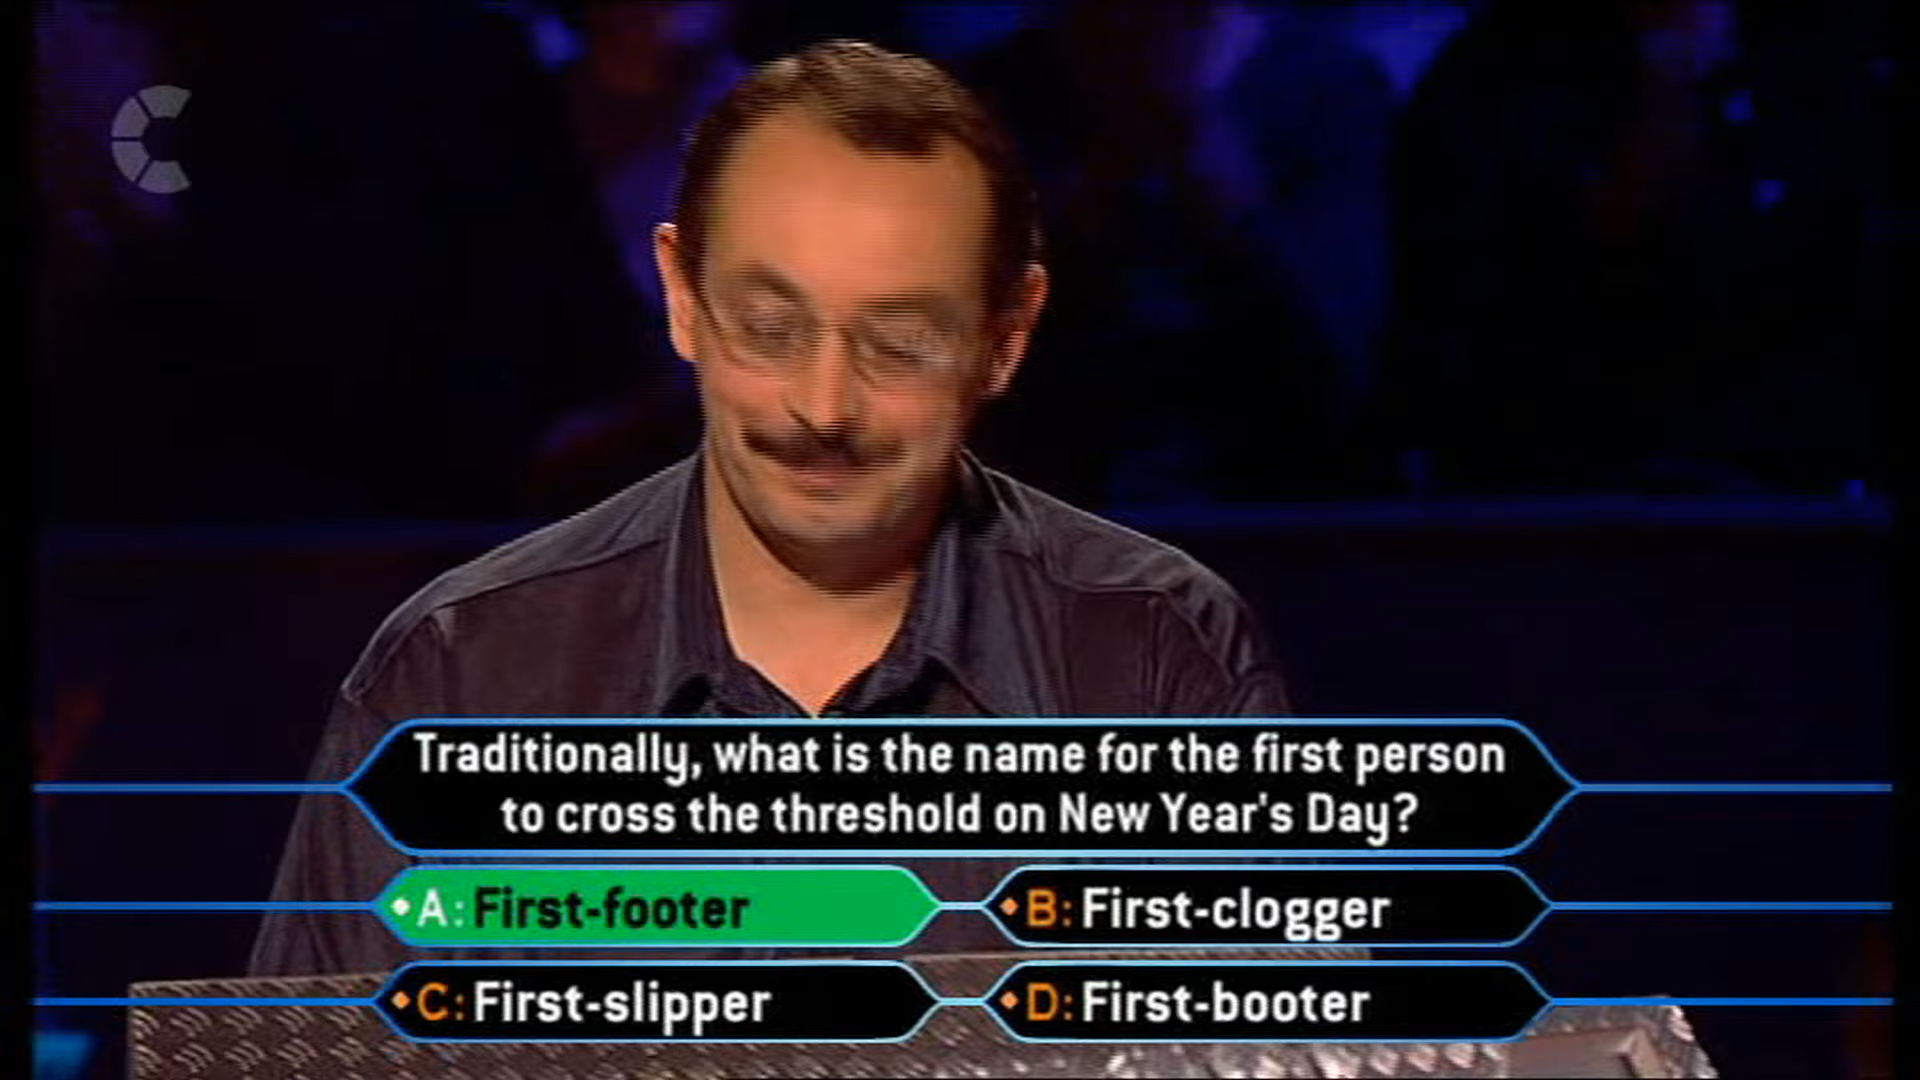 Traditionally, what is the name for the first person
to cross the threshold on New Year's Day?
A: First-footer
B: First-clogger
C: First-slipper
D: First-booter